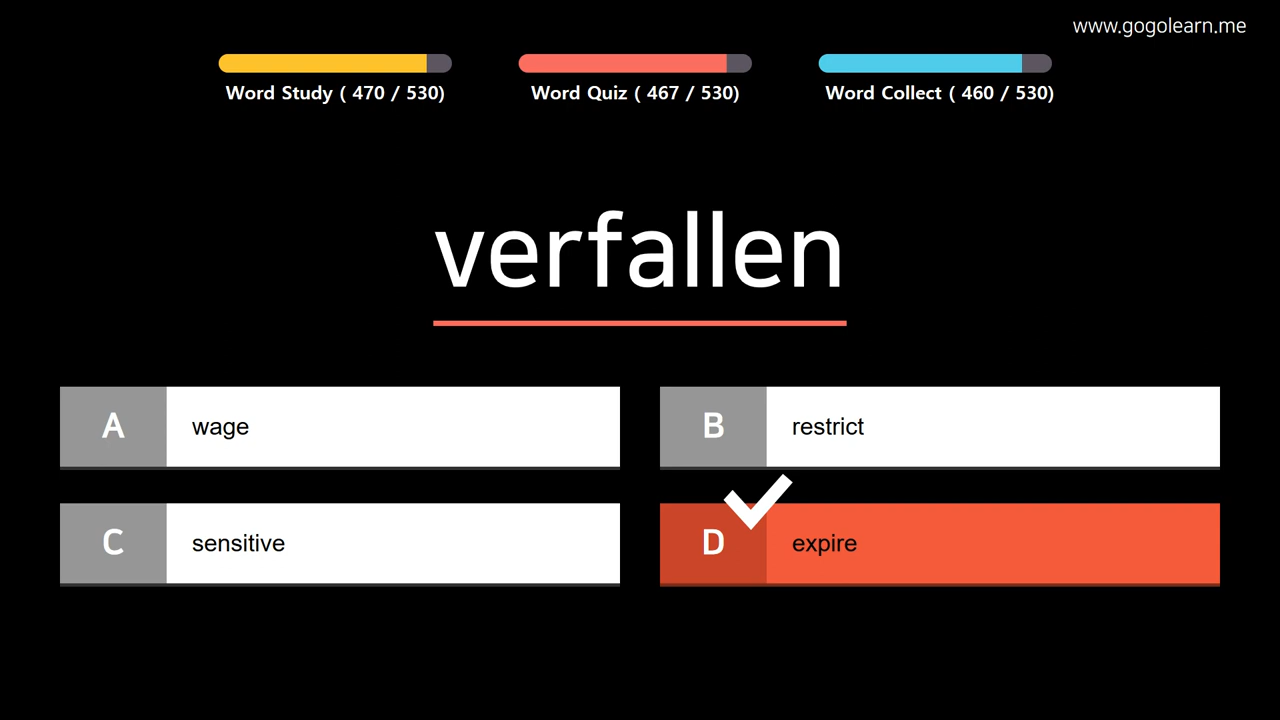 www.gogolearn.me
Word Study ( 470 / 530)
Word Quiz ( 467 / 530)
Word Collect ( 460 / 530)
verfallen
A wage
B restrict
C sensitive
D expire